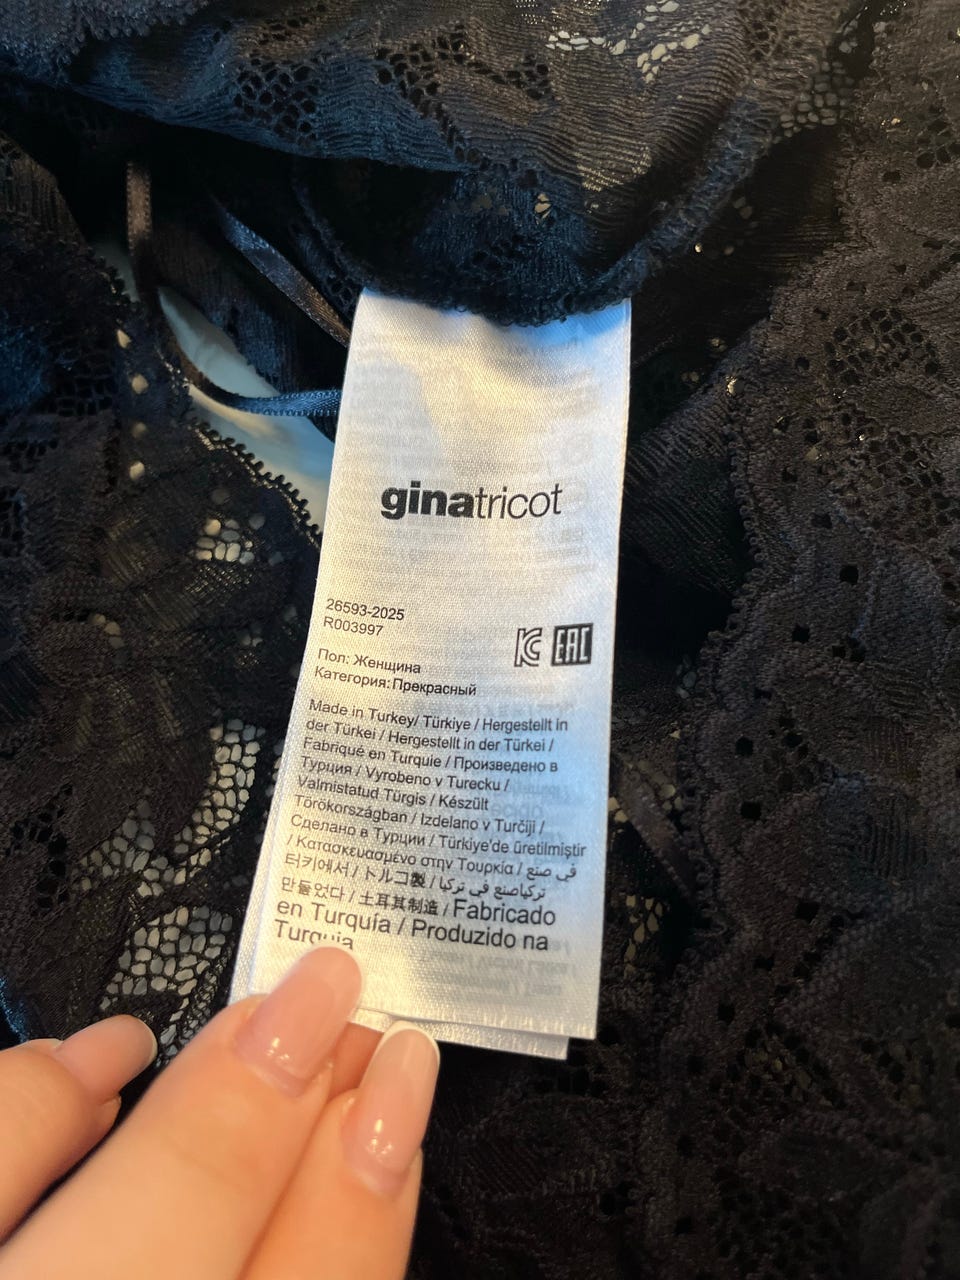 ginatricot
26593-2025
R003997
EAC
Пол: Женщина
Категория: Прекрасный
Made in Turkey/ Türkiye / Hergestellt in
der Türkei / Hergestellt in der Türkei /
Fabriqué en Turquie / Произведено в
Турция / Vyrobeno v Turecku /
Valmistatud Türgis / Készült
Törökországban / Izdelano v Turčiji /
Сделано в Турции / Türkiye'de üretilmiştir
/ Κατασκευασμένο στην Τουρκία / في صنع
터키에서 / トルコ製 / تركياصنع في تركيا
만들었다 / 土耳其制造 / Fabricado
en Turquía / Produzido na
Turquia